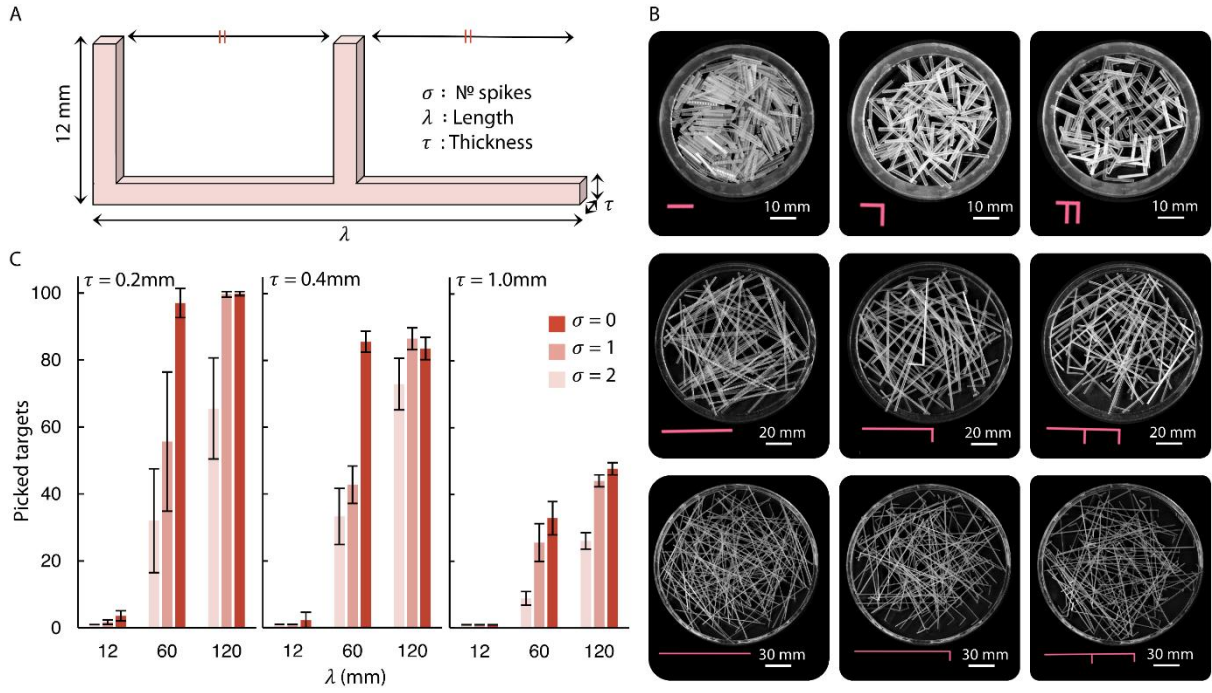 A
12 mm
σ : № spikes
λ : Length
τ : Thickness
τ
λ
B
10 mm
10 mm
10 mm
20 mm
20 mm
20 mm
30 mm
30 mm
30 mm
C
τ = 0.2mm
τ = 0.4mm
τ = 1.0mm
σ = 0
σ = 1
σ = 2
Picked targets
100
80
60
40
20
0
12 60 120
12 60 120
12 60 120
λ (mm)